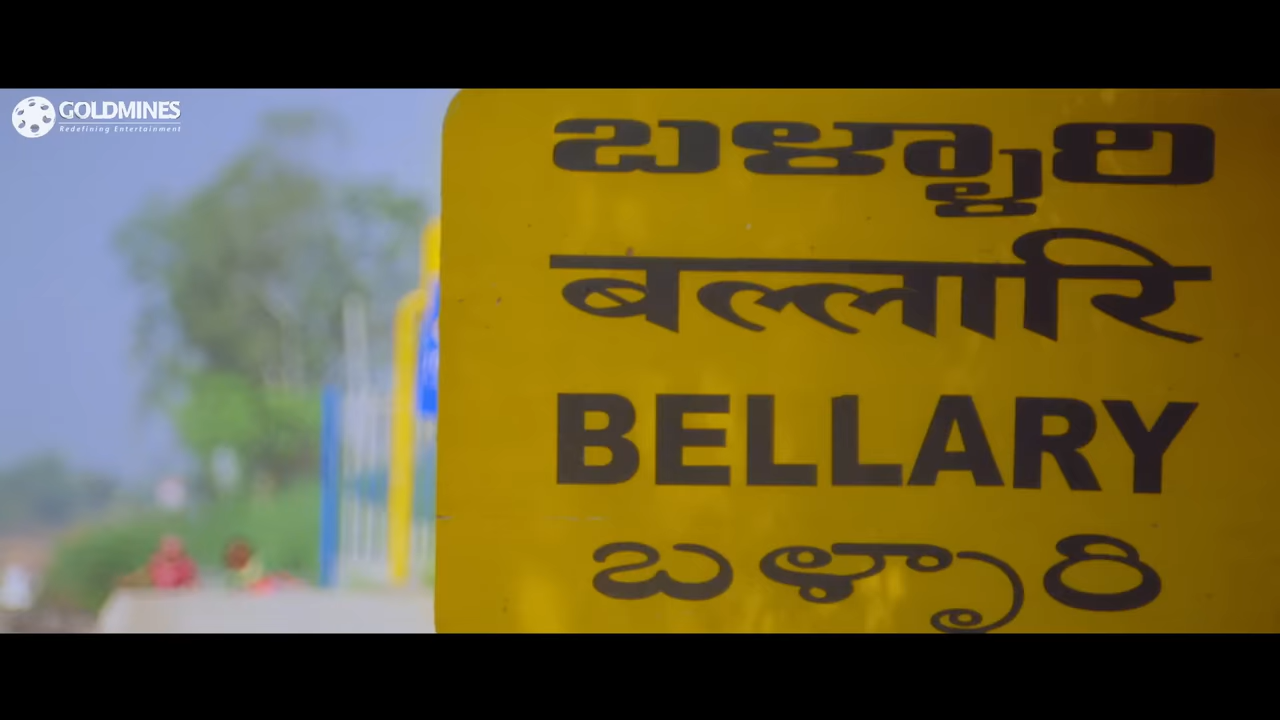 GOLDMINES
Redefining Entertainment
ಬಳ್ಳಾರಿ
बल्लारि
BELLARY
బళ్ళారి